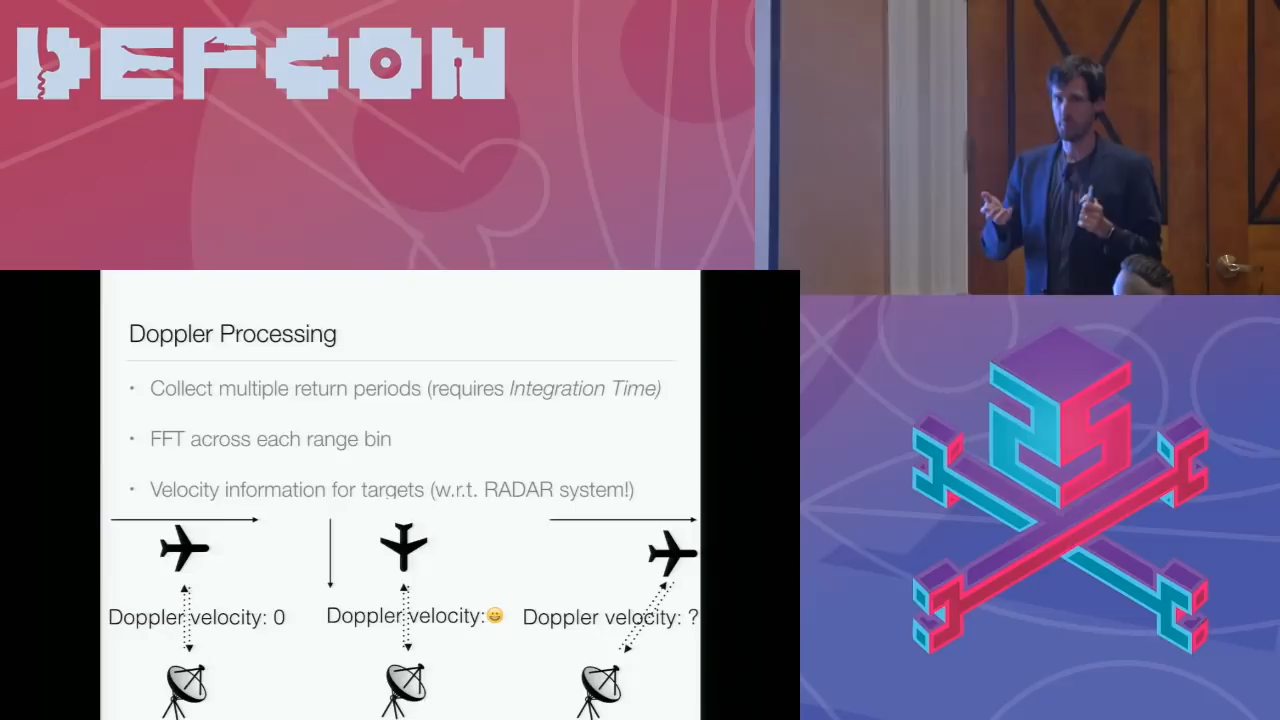 DEFCON
Doppler Processing
• Collect multiple return periods (requires Integration Time)
• FFT across each range bin
• Velocity information for targets (w.r.t. RADAR system!)
Doppler velocity: 0
Doppler velocity:😄
Doppler velocity: ?
25